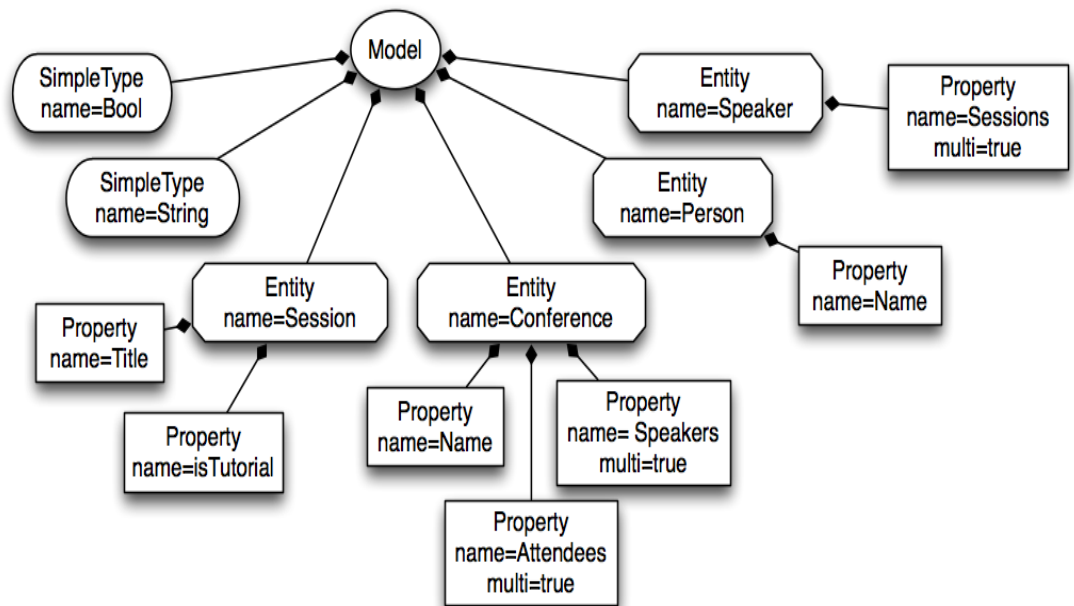 Model
SimpleType
name=Bool
Entity
name=Speaker
Property
name=Sessions
multi=true
SimpleType
name=String
Entity
name=Person
Property
name=Name
Entity
name=Session
Entity
name=Conference
Property
name=Title
Property
name=isTutorial
Property
name=Name
Property
name= Speakers
multi=true
Property
name=Attendees
multi=true